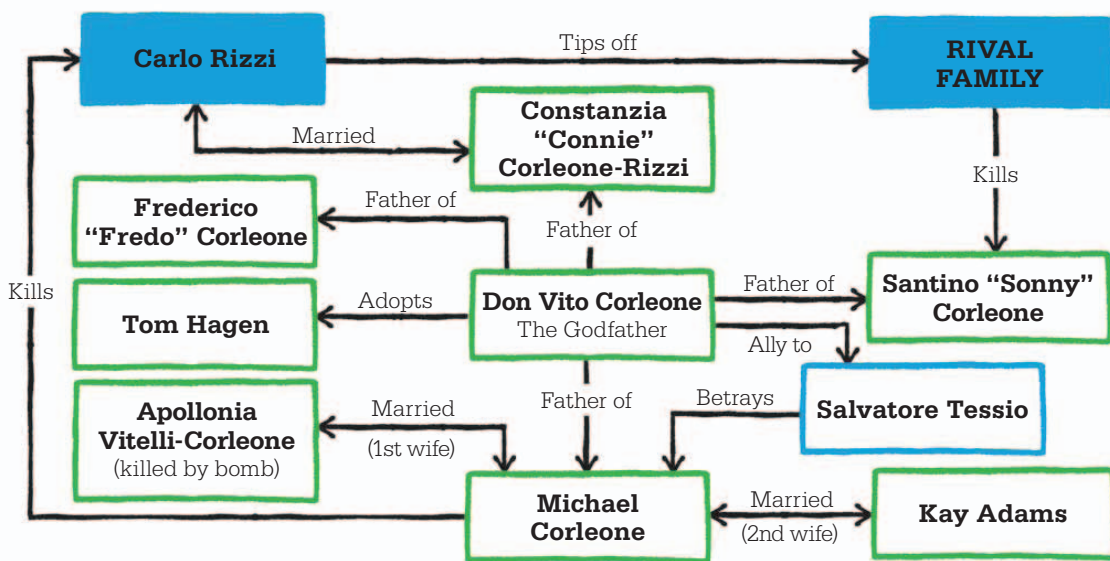 Carlo Rizzi
Tips off
RIVAL
FAMILY
Married
Constanzia
“Connie”
Corleone-Rizzi
Kills
Frederico
“Fredo” Corleone
Father of
Father of
Kills
Tom Hagen
Adopts
Don Vito Corleone
The Godfather
Father of
Santino “Sonny”
Corleone
Ally to
Apollonia
Vitelli-Corleone
(killed by bomb)
Married
(1st wife)
Father of
Betrays
Salvatore Tessio
Michael
Corleone
Married
(2nd wife)
Kay Adams